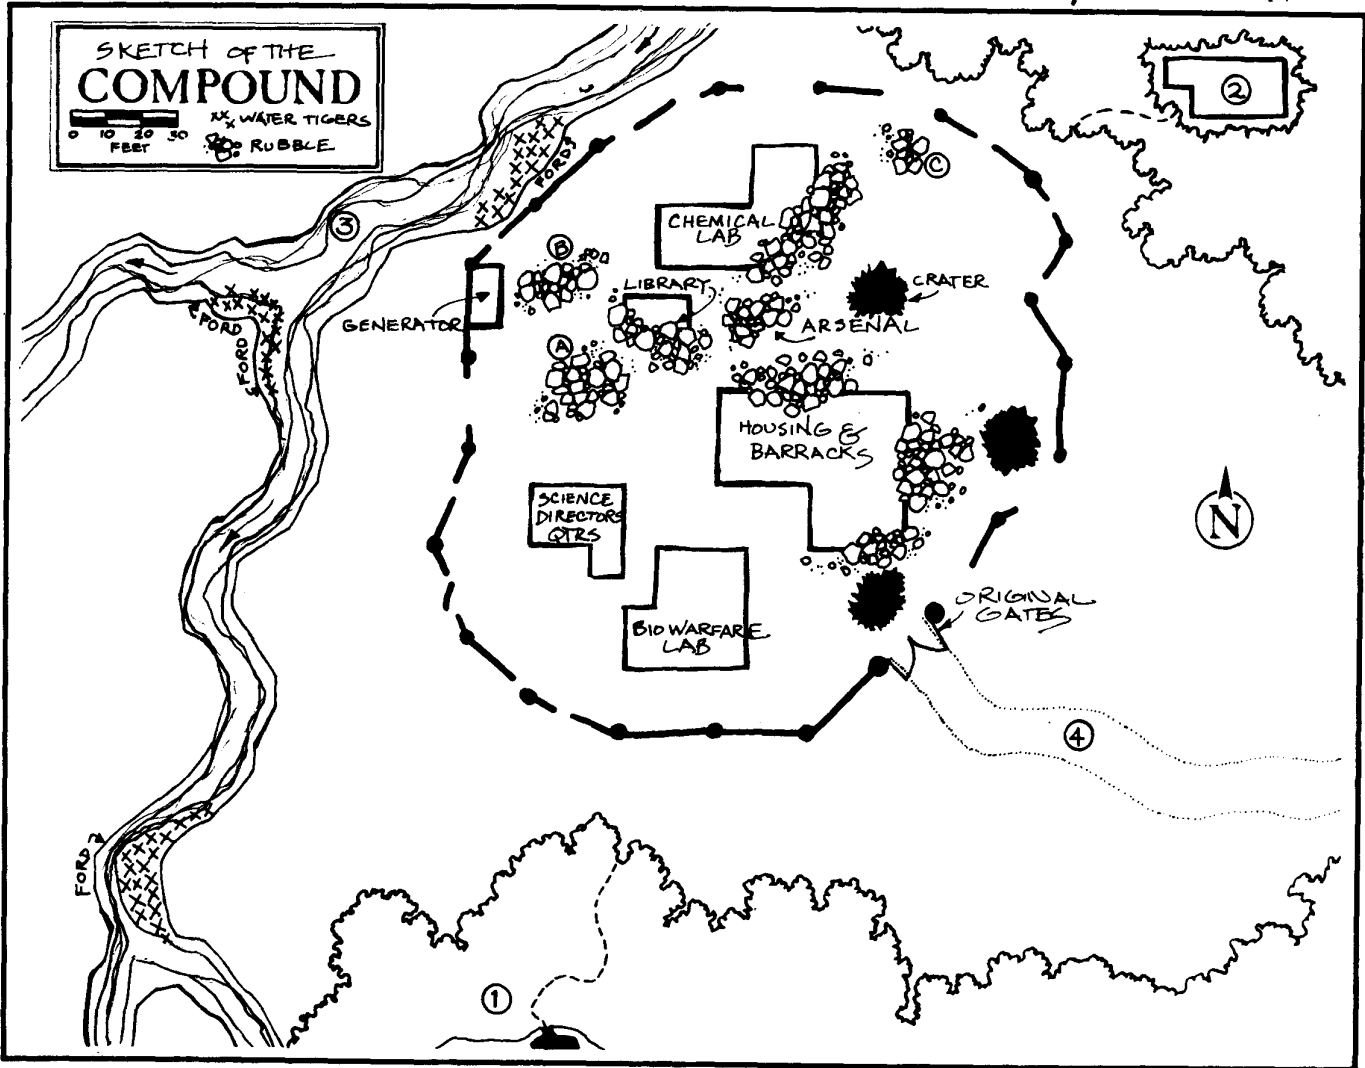 SKETCH OF THE
COMPOUND
0 10 20 30
FEET
WATER TIGERS
RUBBLE
2
FORDS
3
C
CHEMICAL
LAB
B
LIBRARY
CRATER
GENERATOR
ARSENAL
FORD
FORD
A
HOUSING &
BARRACKS
SCIENCE
DIRECTORS
QTRS
N
ORIGINAL
GATES
BIO WARFARE
LAB
4
FORD
1